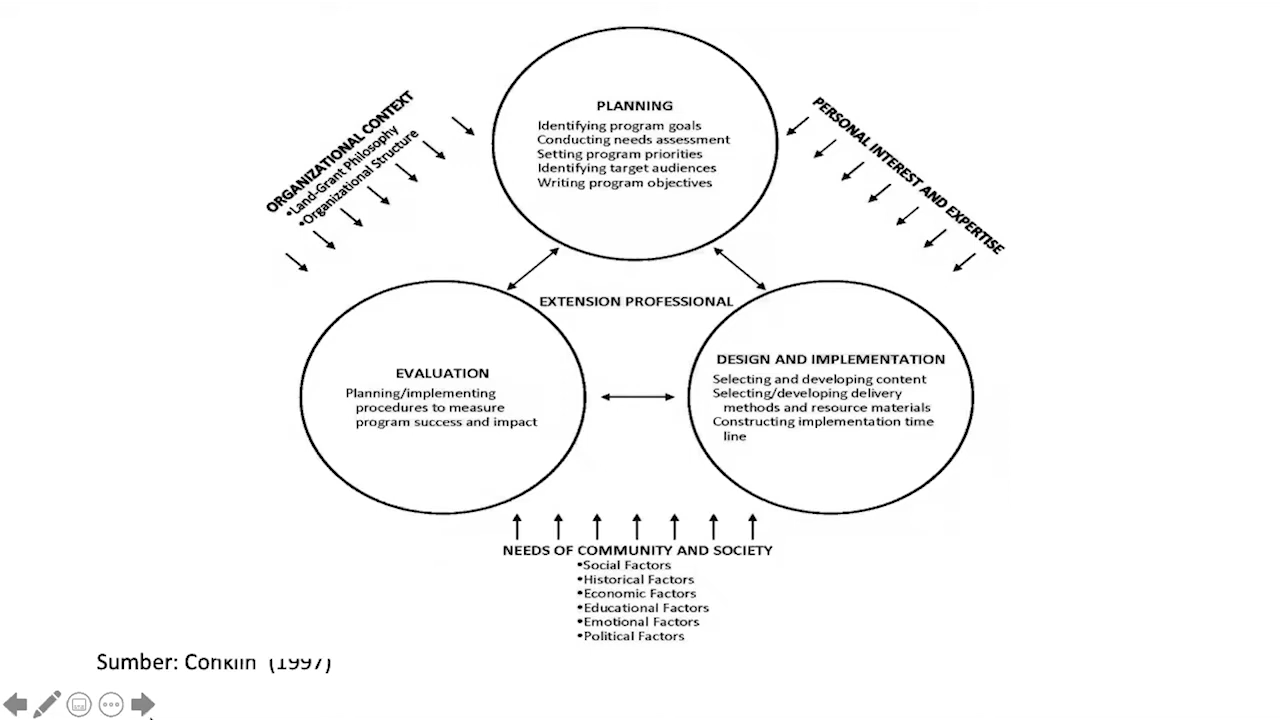 PLANNING
Identifying program goals
Conducting needs assessment
Setting program priorities
Identifying target audiences
Writing program objectives
ORGANIZATIONAL CONTEXT
•Land-Grant Philosophy
•Organizational Structure
PERSONAL INTEREST AND EXPERTISE
EXTENSION PROFESSIONAL
EVALUATION
Planning/implementing
procedures to measure
program success and impact
DESIGN AND IMPLEMENTATION
Selecting and developing content
Selecting/developing delivery
methods and resource materials
Constructing implementation time
line
NEEDS OF COMMUNITY AND SOCIETY
•Social Factors
•Historical Factors
•Economic Factors
•Educational Factors
•Emotional Factors
•Political Factors
Sumber: Conklin (1997)